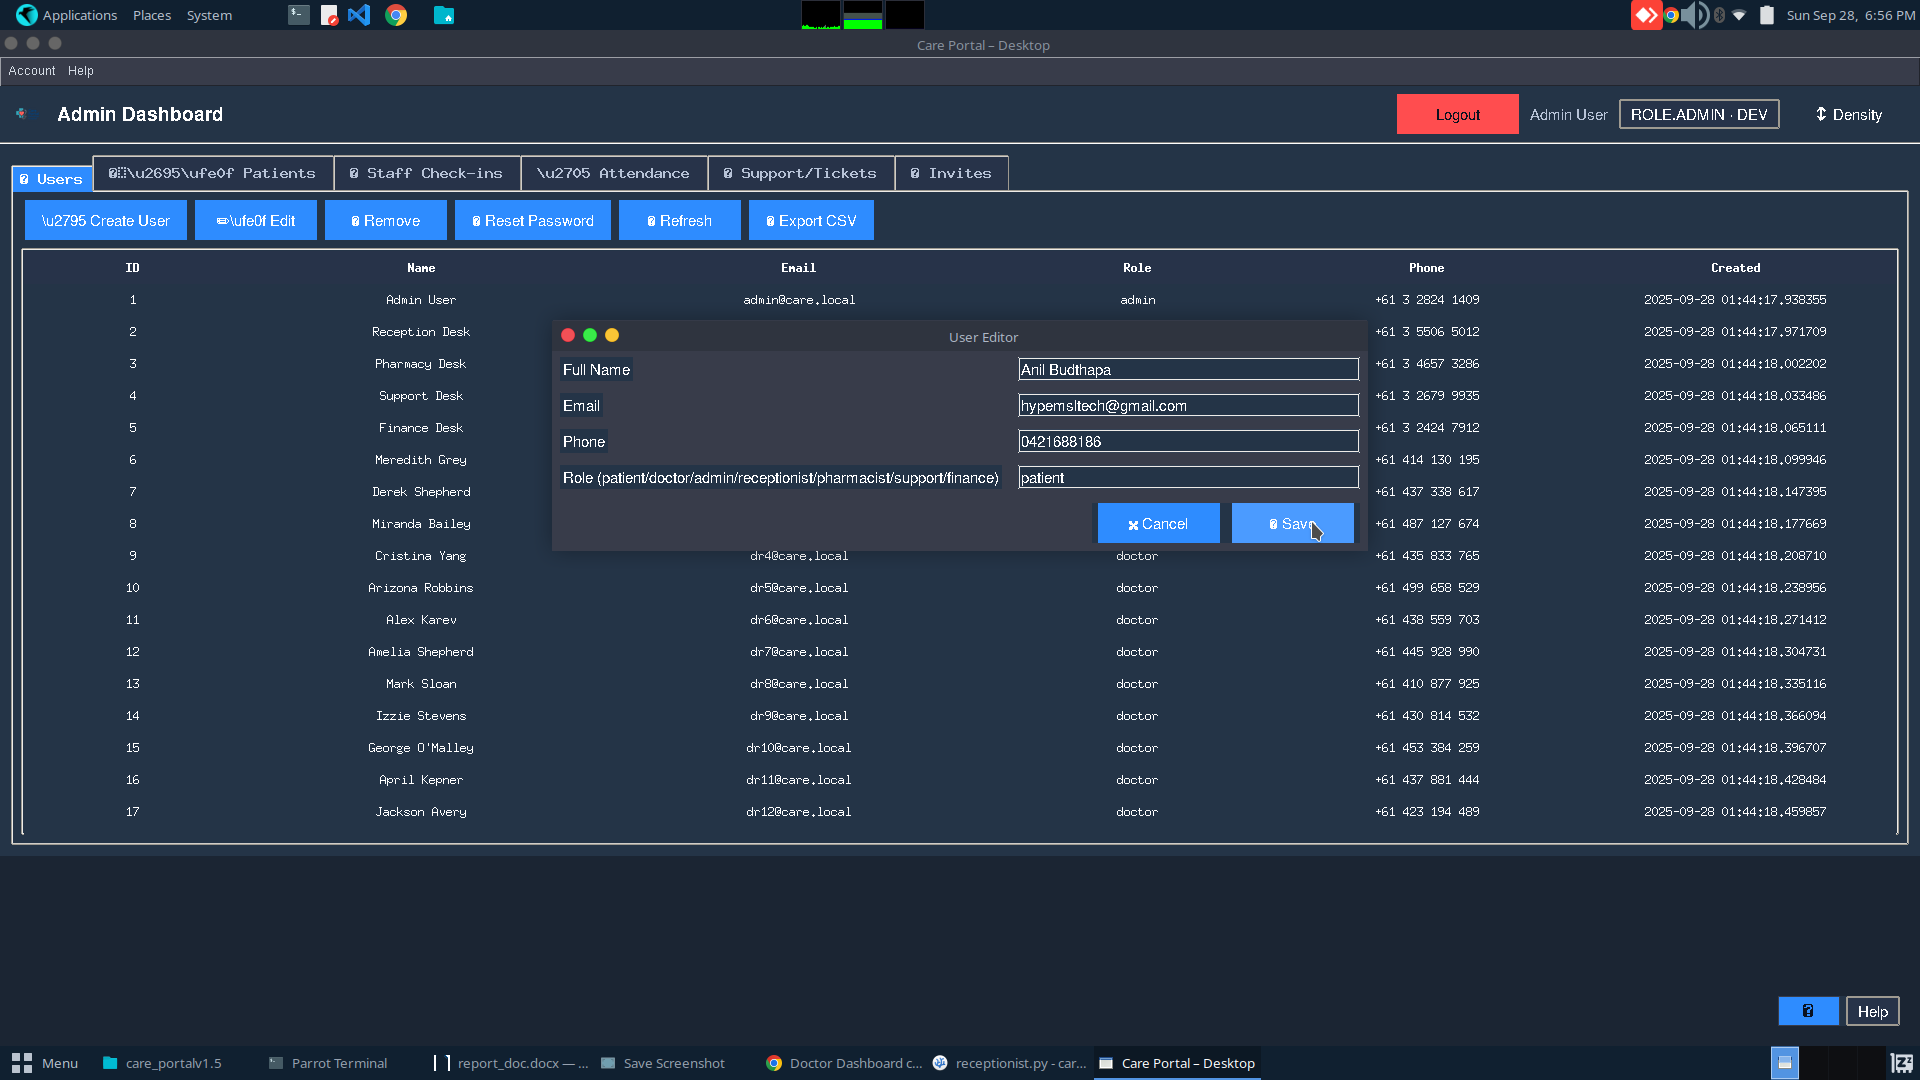 Applications Places System
Sun Sep 28, 6:56 PM
Care Portal – Desktop
Account Help
Admin Dashboard
Logout Admin User ROLE.ADMIN · DEV ↕ Density
Users \u2695\ufe0f Patients Staff Check-ins \u2705 Attendance Support/Tickets Invites
\u2795 Create User ✏\ufe0f Edit Remove Reset Password Refresh Export CSV
ID Name Email Role Phone Created
1 Admin User admin@care.local admin +61 3 2824 1409 2025-09-28 01:44:17.938355
2 Reception Desk +61 3 5506 5012 2025-09-28 01:44:17.971709
3 Pharmacy Desk +61 3 4657 3286 2025-09-28 01:44:18.002202
4 Support Desk +61 3 2679 9935 2025-09-28 01:44:18.033486
5 Finance Desk +61 3 2424 7912 2025-09-28 01:44:18.065111
6 Meredith Grey +61 414 130 195 2025-09-28 01:44:18.099946
7 Derek Shepherd +61 437 338 617 2025-09-28 01:44:18.147395
8 Miranda Bailey +61 487 127 674 2025-09-28 01:44:18.177669
9 Cristina Yang dr4@care.local doctor +61 435 833 765 2025-09-28 01:44:18.208710
10 Arizona Robbins dr5@care.local doctor +61 499 658 529 2025-09-28 01:44:18.238956
11 Alex Karev dr6@care.local doctor +61 438 559 703 2025-09-28 01:44:18.271412
12 Amelia Shepherd dr7@care.local doctor +61 445 928 990 2025-09-28 01:44:18.304731
13 Mark Sloan dr8@care.local doctor +61 410 877 925 2025-09-28 01:44:18.335116
14 Izzie Stevens dr9@care.local doctor +61 430 814 532 2025-09-28 01:44:18.366094
15 George O'Malley dr10@care.local doctor +61 453 384 259 2025-09-28 01:44:18.396707
16 April Kepner dr11@care.local doctor +61 437 881 444 2025-09-28 01:44:18.428484
17 Jackson Avery dr12@care.local doctor +61 423 194 489 2025-09-28 01:44:18.459857
User Editor
Full Name Anil Budthapa
Email hypemsltech@gmail.com
Phone 0421688186
Role (patient/doctor/admin/receptionist/pharmacist/support/finance) patient
Cancel Save
Help
Menu care_portalv1.5 Parrot Terminal report_doc.docx — ... Save Screenshot Doctor Dashboard c... receptionist.py - car... Care Portal – Desktop